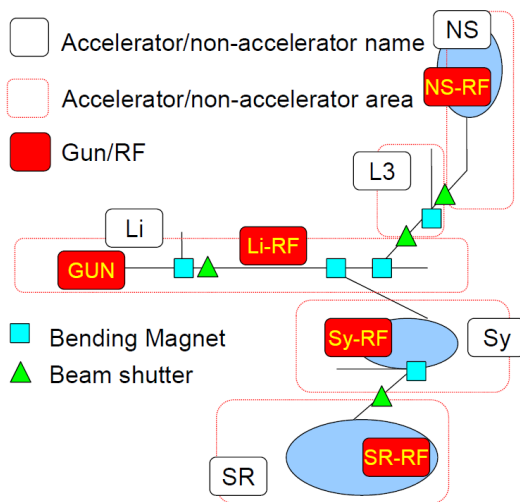 Accelerator/non-accelerator name
NS
NS-RF
Accelerator/non-accelerator area
Gun/RF
L3
Li
Li-RF
GUN
Bending Magnet
Sy-RF
Sy
Beam shutter
SR-RF
SR